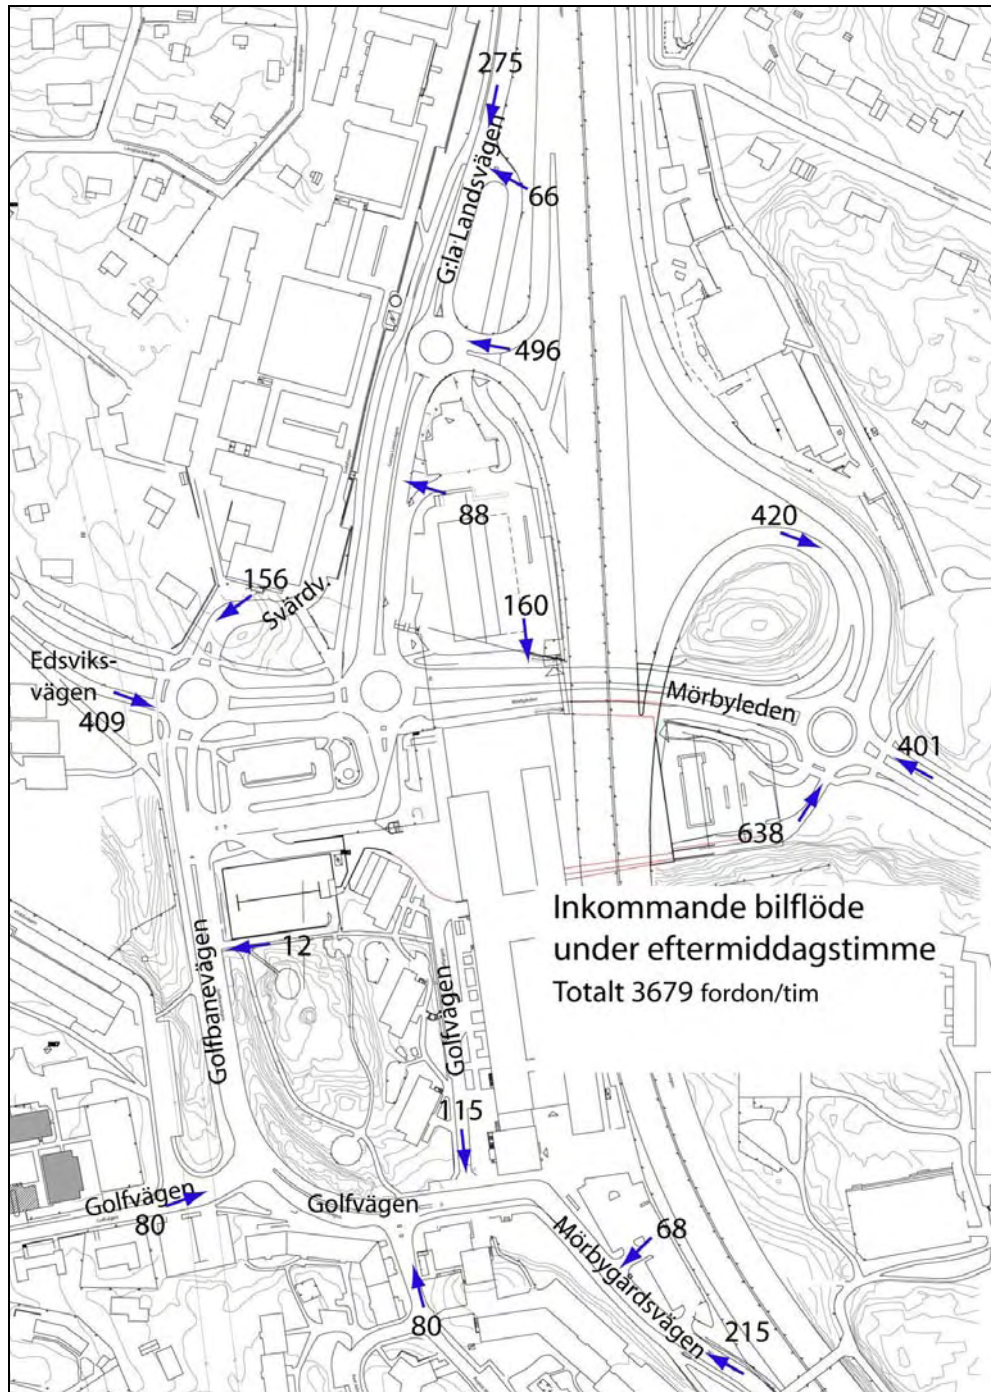 275
G:la Landsvägen
66
496
88
420
156
Svärdv.
160
Edsviks-
vägen
409
Mörbyleden
401
638
Inkommande bilflöde
under eftermiddagstimme
Totalt 3679 fordon/tim
12
Golfbanevägen
Golfvägen
115
Golfvägen
80
Golfvägen
68
Mörbygårdsvägen
80
215